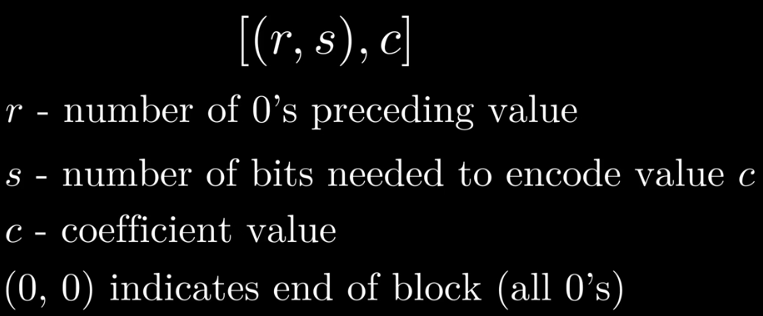 [(r, s), c]
r - number of 0's preceding value
s - number of bits needed to encode value c
c - coefficient value
(0, 0) indicates end of block (all 0's)